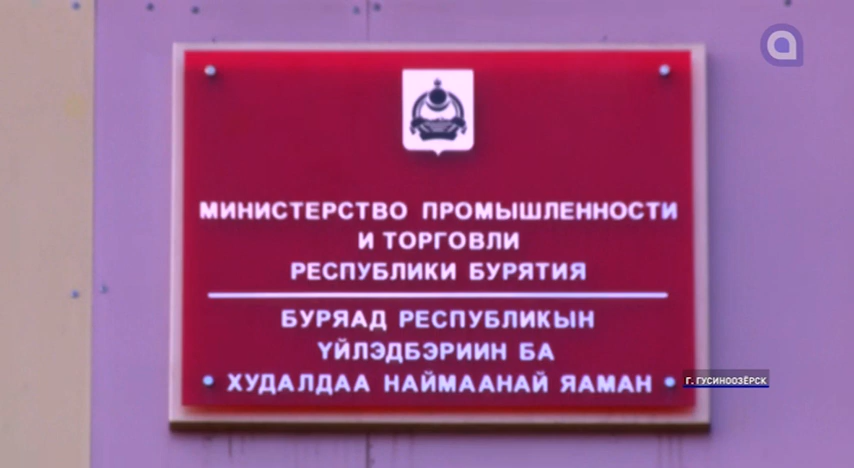 МИНИСТЕРСТВО ПРОМЫШЛЕННОСТИ
И ТОРГОВЛИ
РЕСПУБЛИКИ БУРЯТИЯ
БУРЯАД РЕСПУБЛИКЫН
ҮЙЛЭДБЭРИИН БА
ХУДАЛДАА НАЙМААНАЙ ЯАМАН
Г. ГУСИНООЗЁРСК